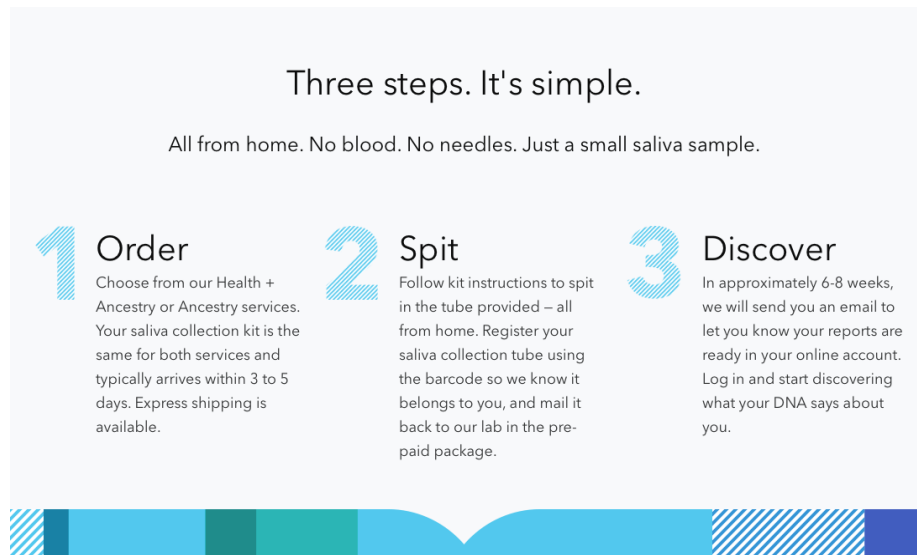 Three steps. It's simple.
All from home. No blood. No needles. Just a small saliva sample.
1
Order
Choose from our Health +
Ancestry or Ancestry services.
Your saliva collection kit is the
same for both services and
typically arrives within 3 to 5
days. Express shipping is
available.
2
Spit
Follow kit instructions to spit
in the tube provided – all
from home. Register your
saliva collection tube using
the barcode so we know it
belongs to you, and mail it
back to our lab in the pre-
paid package.
3
Discover
In approximately 6-8 weeks,
we will send you an email to
let you know your reports are
ready in your online account.
Log in and start discovering
what your DNA says about
you.